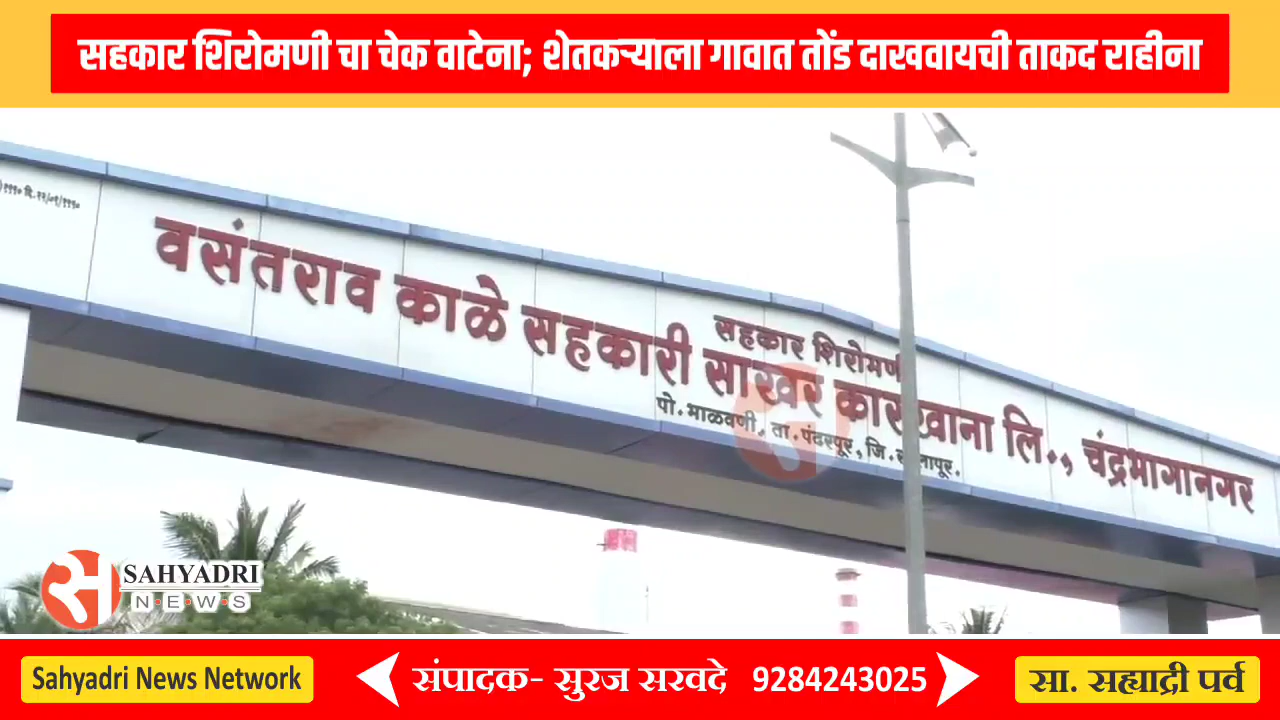 सहकार शिरोमणी चा चेक वाटेना; शेतकऱ्याला गावात तोंड दाखवायची ताकद राहीना
सहकार शिरोमणी
वसंतराव काळे सहकारी साखर कारखाना लि., चंद्रभागानगर
पो.भाळवणी, ता.पंढरपूर, जि.सोलापूर.
स
SAHYADRI
NEWS
Sahyadri News Network
संपादक- सुरज सरवदे 9284243025
सा. सह्याद्री पर्व